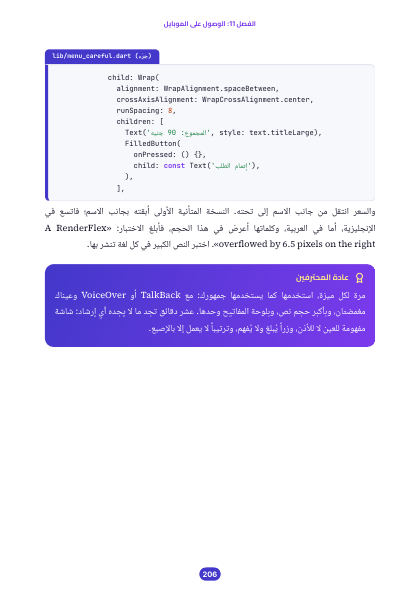 الفصل 11: الوصول على الموبايل
lib/menu_careful.dart (جزء)
child: Wrap(
alignment: WrapAlignment.spaceBetween,
crossAxisAlignment: WrapCrossAlignment.center,
runSpacing: 8,
children: [
Text('المجموع: 90 جنيه', style: text.titleLarge),
FilledButton(
onPressed: () {},
child: const Text('إتمام الطلب'),
),
],
والسعر انتقل من جانب الاسم إلى تحته. النسخة المتأنية الأولى أبقته بجانب الاسم؛ فاتسع في
الإنجليزية، أما في العربية، وكلماتها أعرض في هذا الحجم، فأبلغ الاختبار: «A RenderFlex
overflowed by 6.5 pixels on the right». اختبر النص الكبير في كل لغة تنشر بها.
عادة المحترفين
مرة لكل ميزة، استخدمها كما يستخدمها جمهورك: مع TalkBack أو VoiceOver وعيناك
مغمضتان، وبأكبر حجم نص، وبلوحة المفاتيح وحدها. عشر دقائق تجد ما لا يجده أي إرشاد: شاشة
مفهومة للعين لا للأذن، وزراً يُبلغ ولا يُفهم، وترتيباً لا يعمل إلا بالإصبع.
206